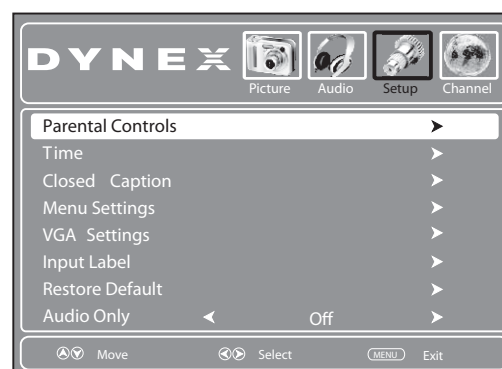 DYNEX
Picture Audio Setup Channel
Parental Controls
Time
Closed Caption
Menu Settings
VGA Settings
Input Label
Restore Default
Audio Only Off
Move Select MENU Exit